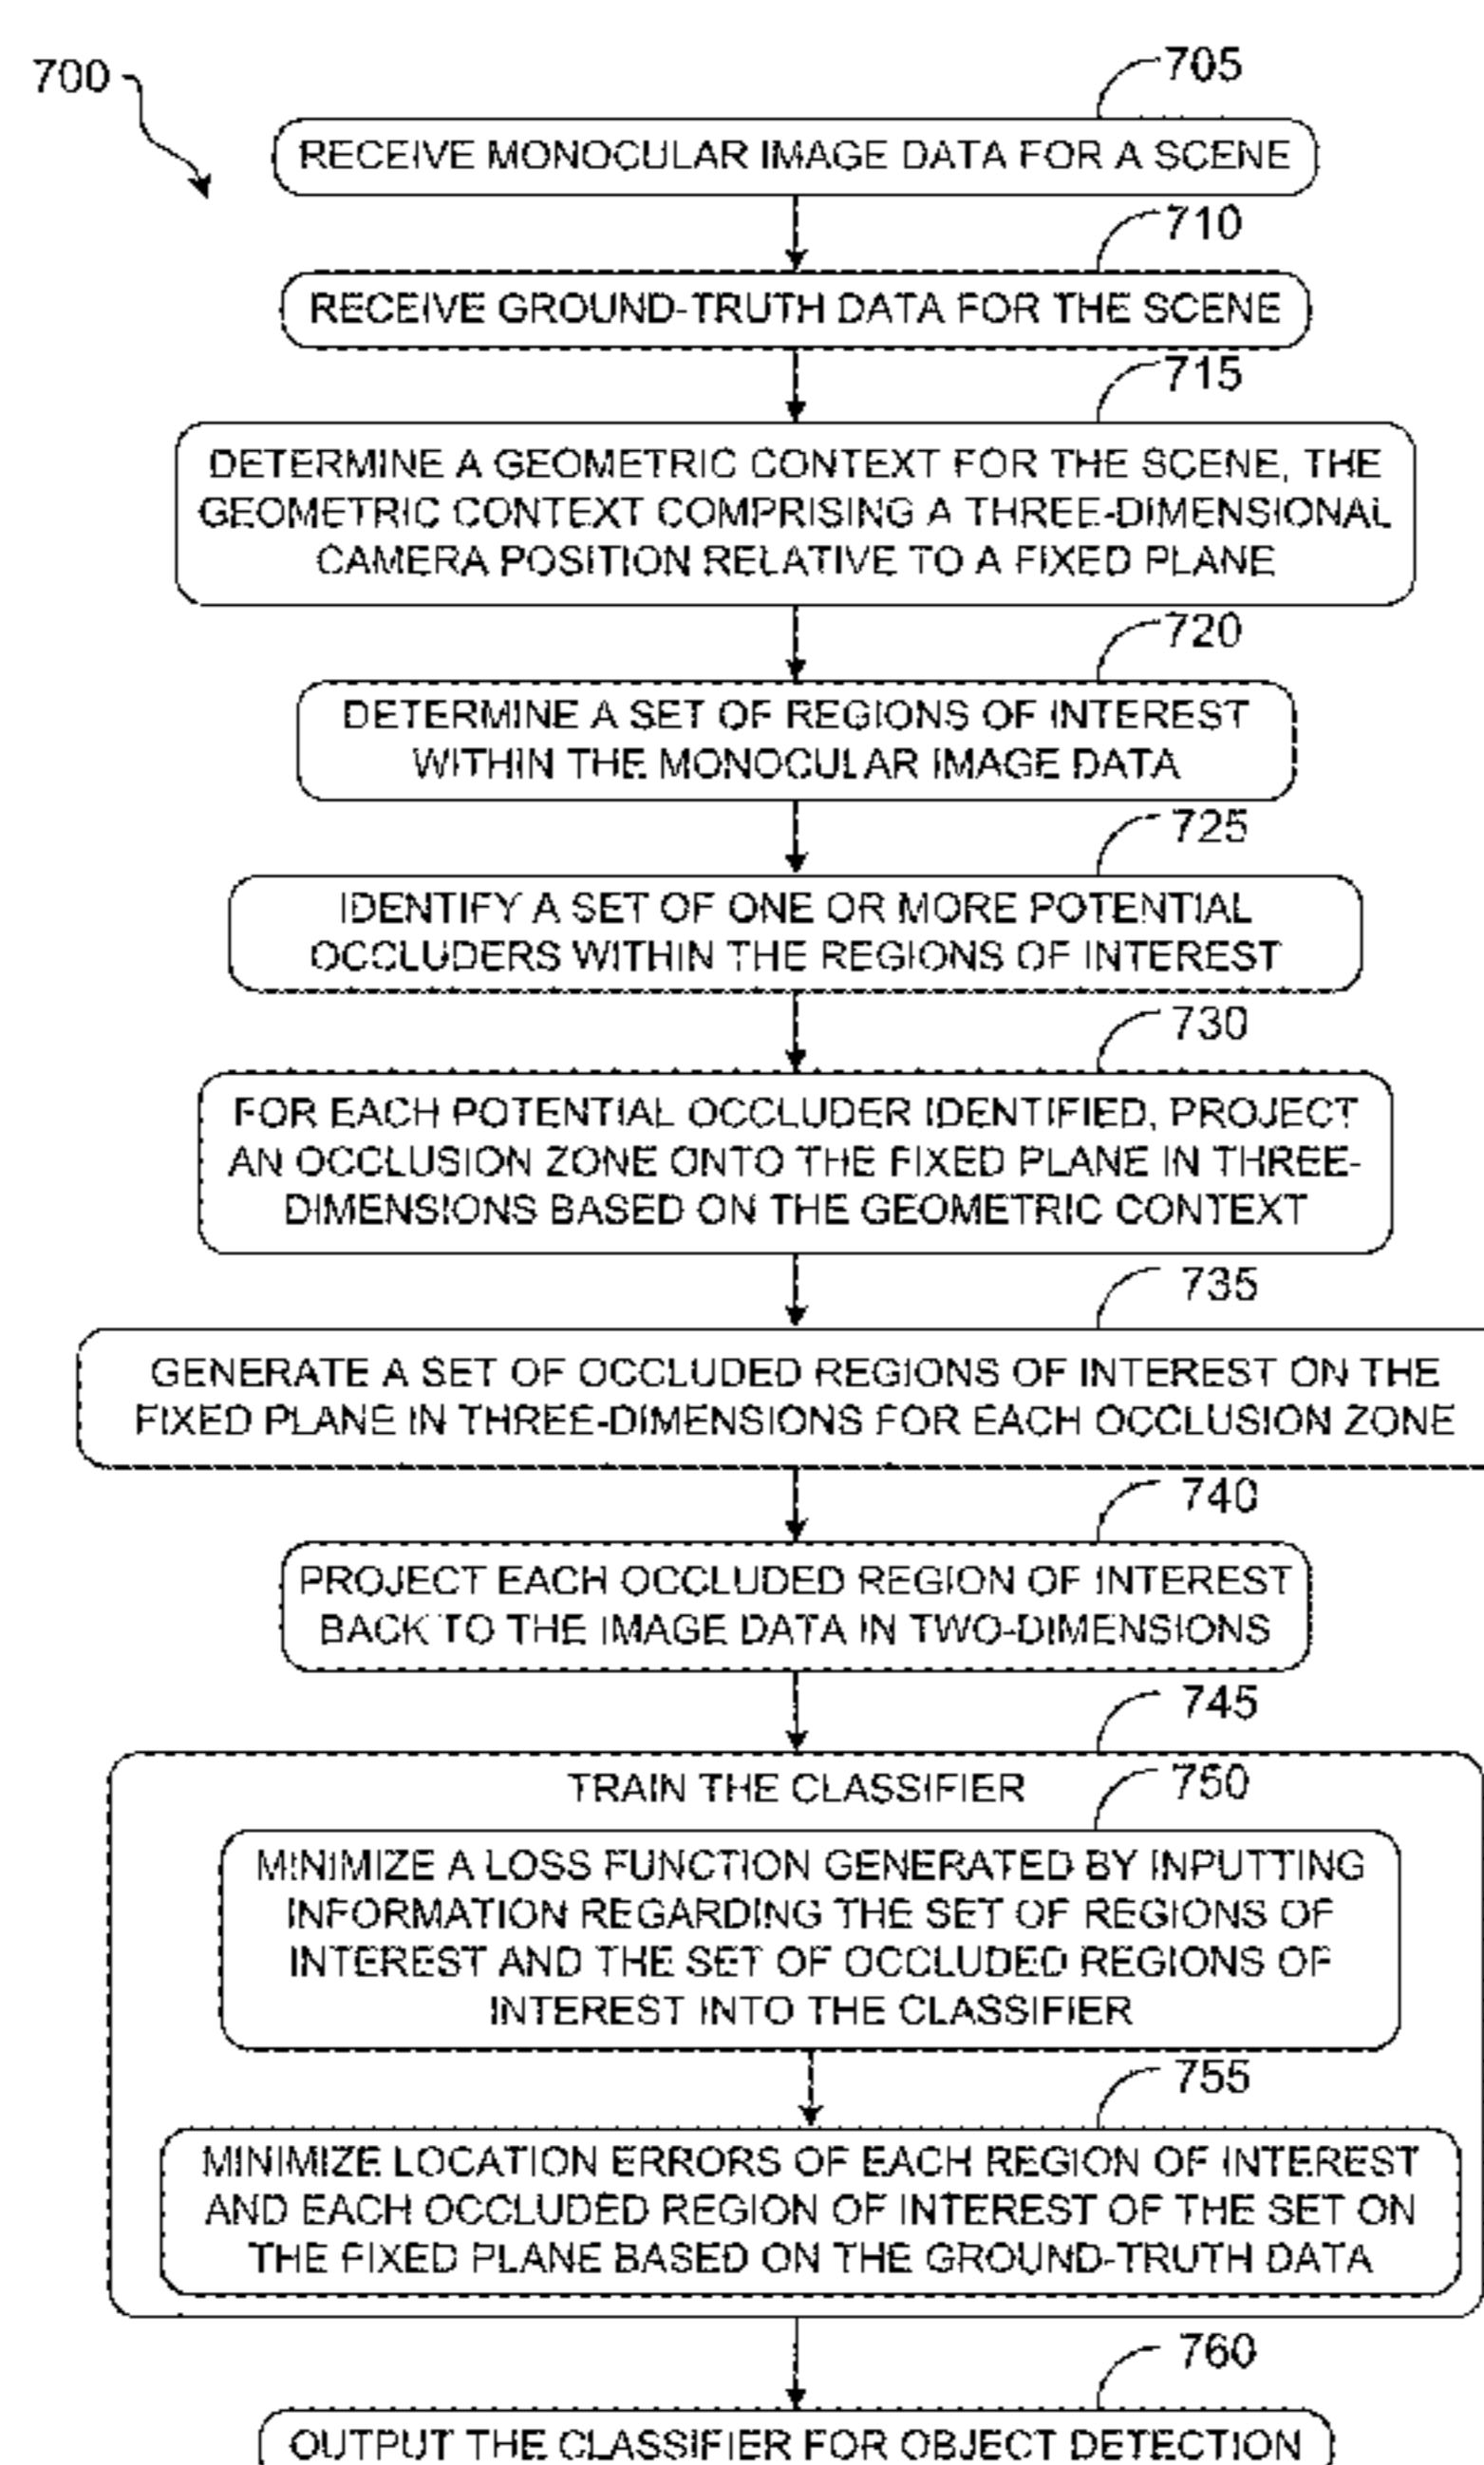 700
705
RECEIVE MONOCULAR IMAGE DATA FOR A SCENE
710
RECEIVE GROUND-TRUTH DATA FOR THE SCENE
715
DETERMINE A GEOMETRIC CONTEXT FOR THE SCENE, THE
GEOMETRIC CONTEXT COMPRISING A THREE-DIMENSIONAL
CAMERA POSITION RELATIVE TO A FIXED PLANE
720
DETERMINE A SET OF REGIONS OF INTEREST
WITHIN THE MONOCULAR IMAGE DATA
725
IDENTIFY A SET OF ONE OR MORE POTENTIAL
OCCLUDERS WITHIN THE REGIONS OF INTEREST
730
FOR EACH POTENTIAL OCCLUDER IDENTIFIED, PROJECT
AN OCCLUSION ZONE ONTO THE FIXED PLANE IN THREE-
DIMENSIONS BASED ON THE GEOMETRIC CONTEXT
735
GENERATE A SET OF OCCLUDED REGIONS OF INTEREST ON THE
FIXED PLANE IN THREE-DIMENSIONS FOR EACH OCCLUSION ZONE
740
PROJECT EACH OCCLUDED REGION OF INTEREST
BACK TO THE IMAGE DATA IN TWO-DIMENSIONS
745
TRAIN THE CLASSIFIER
750
MINIMIZE A LOSS FUNCTION GENERATED BY INPUTTING
INFORMATION REGARDING THE SET OF REGIONS OF
INTEREST AND THE SET OF OCCLUDED REGIONS OF
INTEREST INTO THE CLASSIFIER
755
MINIMIZE LOCATION ERRORS OF EACH REGION OF INTEREST
AND EACH OCCLUDED REGION OF INTEREST OF THE SET ON
THE FIXED PLANE BASED ON THE GROUND-TRUTH DATA
760
OUTPUT THE CLASSIFIER FOR OBJECT DETECTION